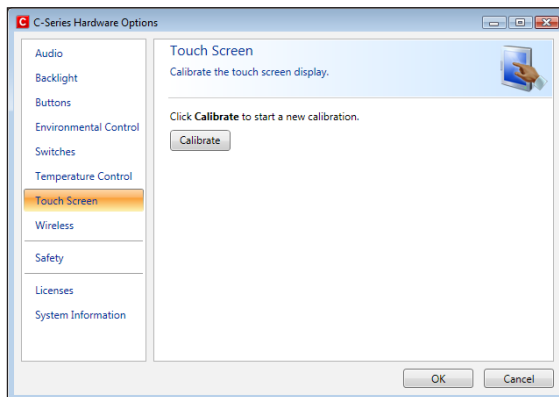 C-Series Hardware Options
Audio
Backlight
Buttons
Environmental Control
Switches
Temperature Control
Touch Screen
Wireless
Safety
Licenses
System Information
Touch Screen
Calibrate the touch screen display.
Click Calibrate to start a new calibration.
Calibrate
OK
Cancel